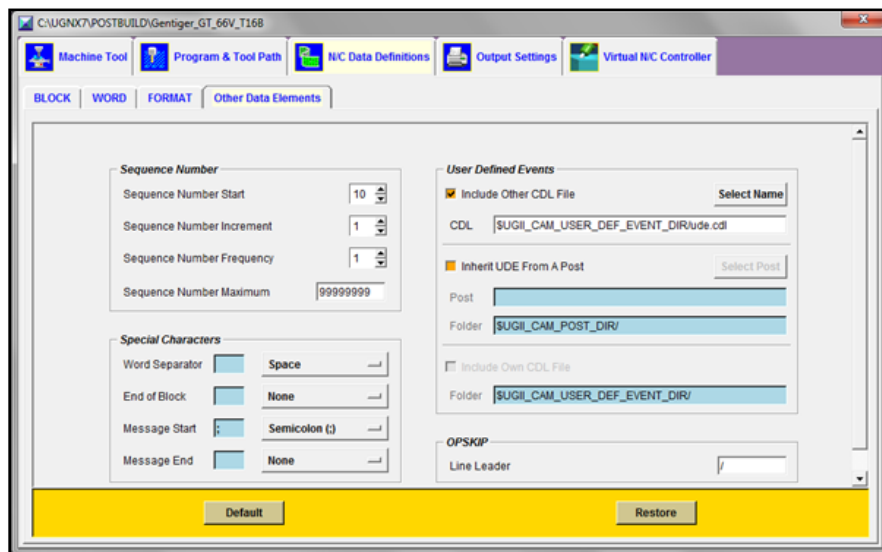 C:\UGNX7\POSTBUILD\Gentiger_GT_66V_T168
Machine Tool
Program & Tool Path
N/C Data Definitions
Output Settings
Virtual N/C Controller
BLOCK
WORD
FORMAT
Other Data Elements
Sequence Number
Sequence Number Start 10
Sequence Number Increment 1
Sequence Number Frequency 1
Sequence Number Maximum 99999999
Special Characters
Word Separator Space
End of Block None
Message Start ; Semicolon (;)
Message End None
User Defined Events
Include Other CDL File Select Name
CDL $UGII_CAM_USER_DEF_EVENT_DIR/ude.cdl
Inherit UDE From A Post Select Post
Post
Folder $UGII_CAM_POST_DIR/
Include Own CDL File
Folder $UGII_CAM_USER_DEF_EVENT_DIR/
OPSKIP
Line Leader /
Default
Restore